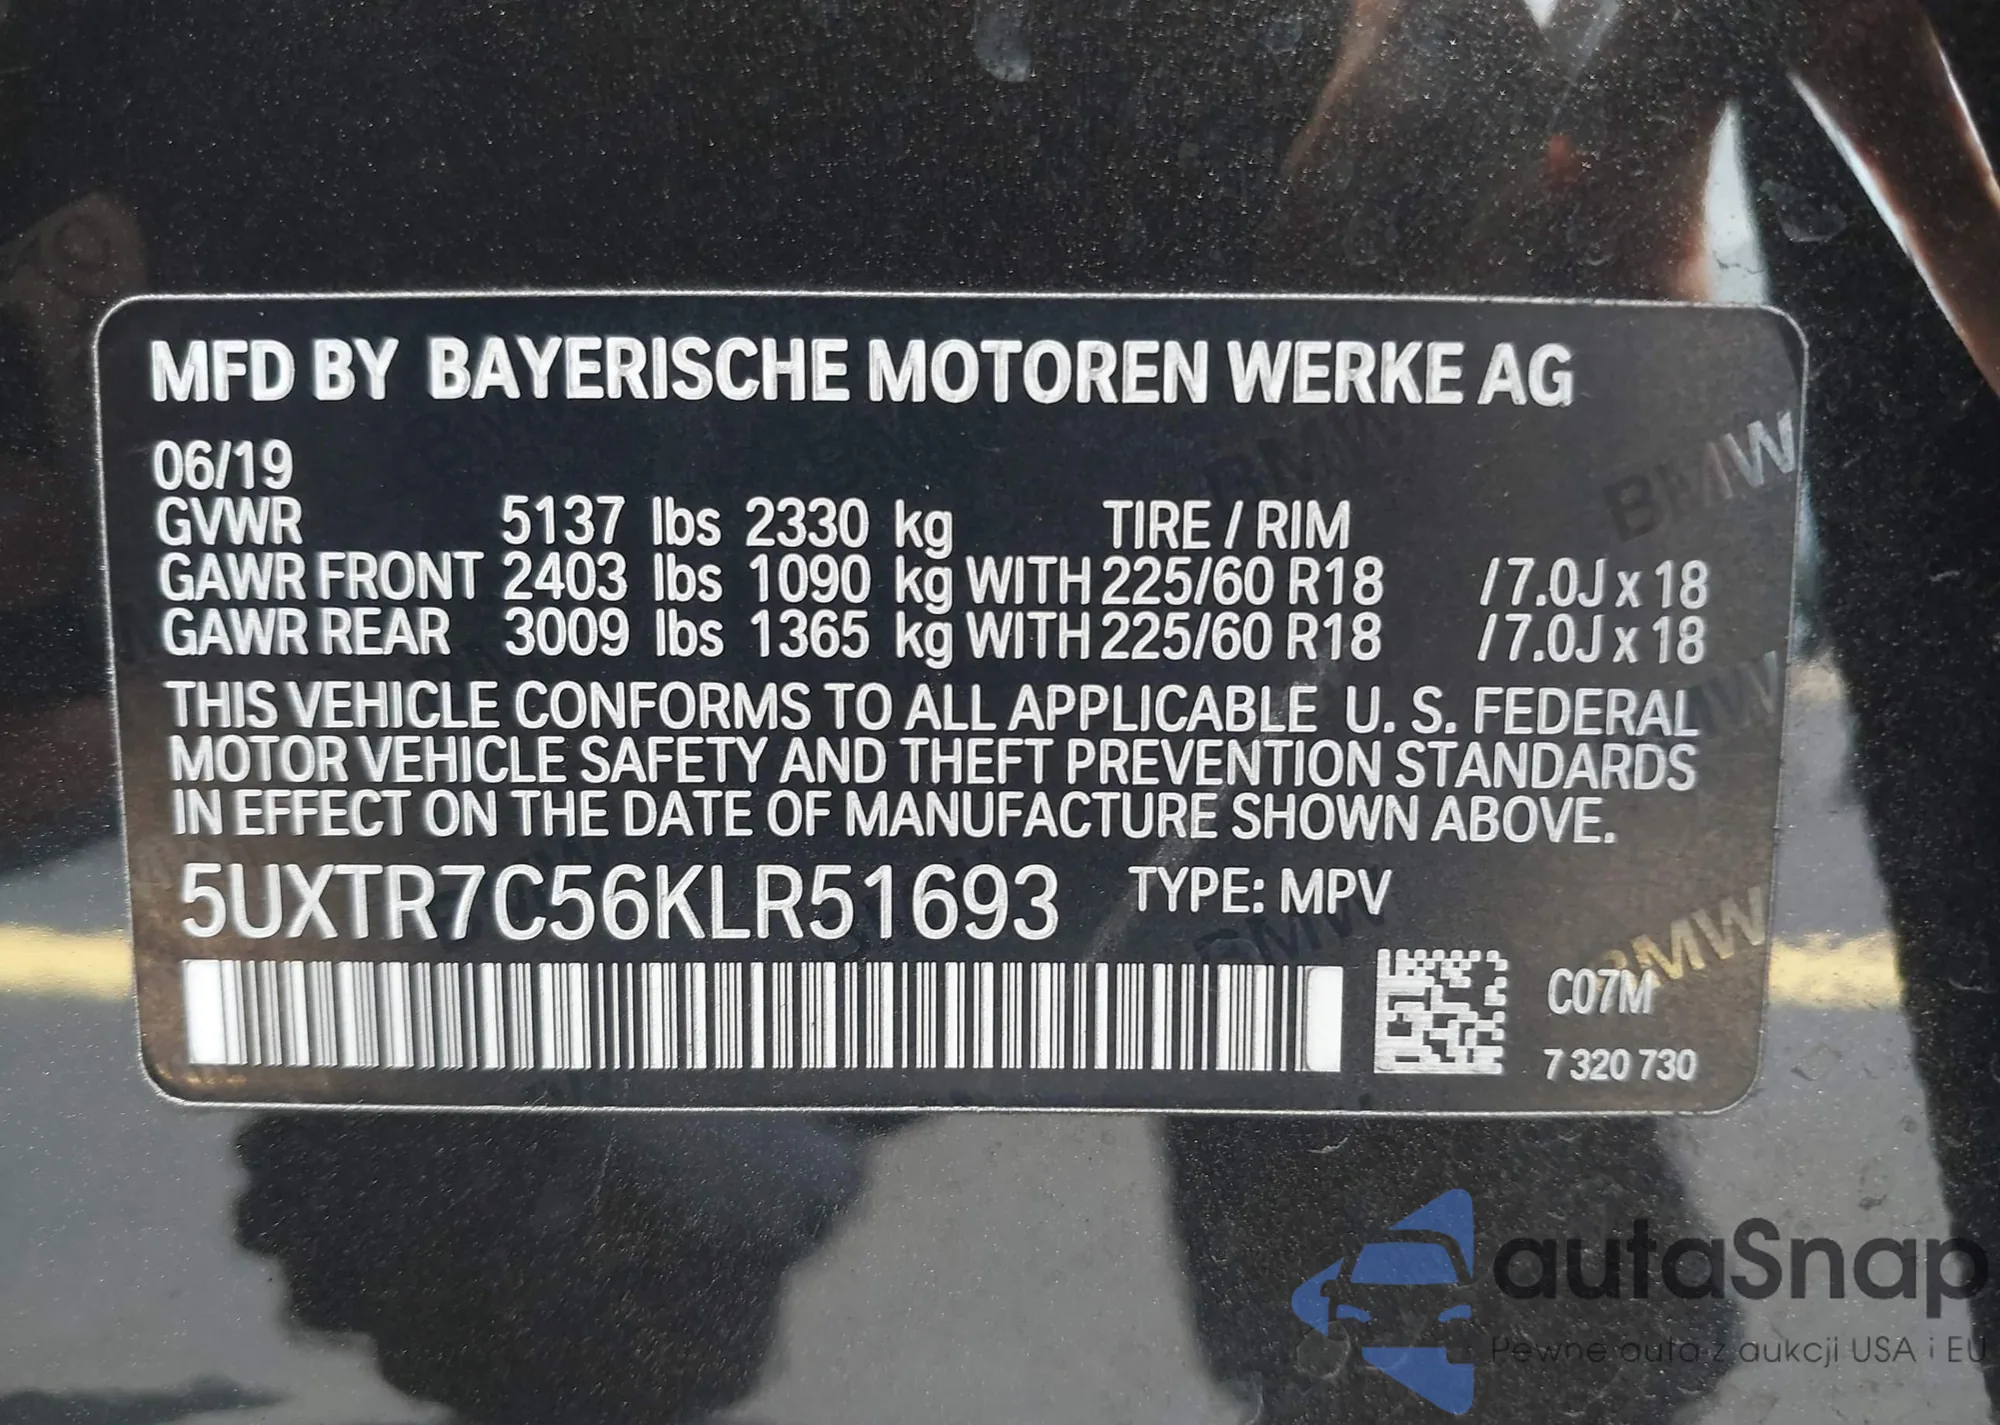 MFD BY BAYERISCHE MOTOREN WERKE AG
06/19
GVWR 5137 lbs 2330 kg TIRE / RIM
GAWR FRONT 2403 lbs 1090 kg WITH 225/60 R18 / 7.0J x 18
GAWR REAR 3009 lbs 1365 kg WITH 225/60 R18 / 7.0J x 18
THIS VEHICLE CONFORMS TO ALL APPLICABLE U. S. FEDERAL
MOTOR VEHICLE SAFETY AND THEFT PREVENTION STANDARDS
IN EFFECT ON THE DATE OF MANUFACTURE SHOWN ABOVE.
5UXTR7C56KLR51693 TYPE: MPV
C07M
7 320 730
BMW
BMW
BMW
BMW
autaSnap
Pewne auta z aukcji USA i EU